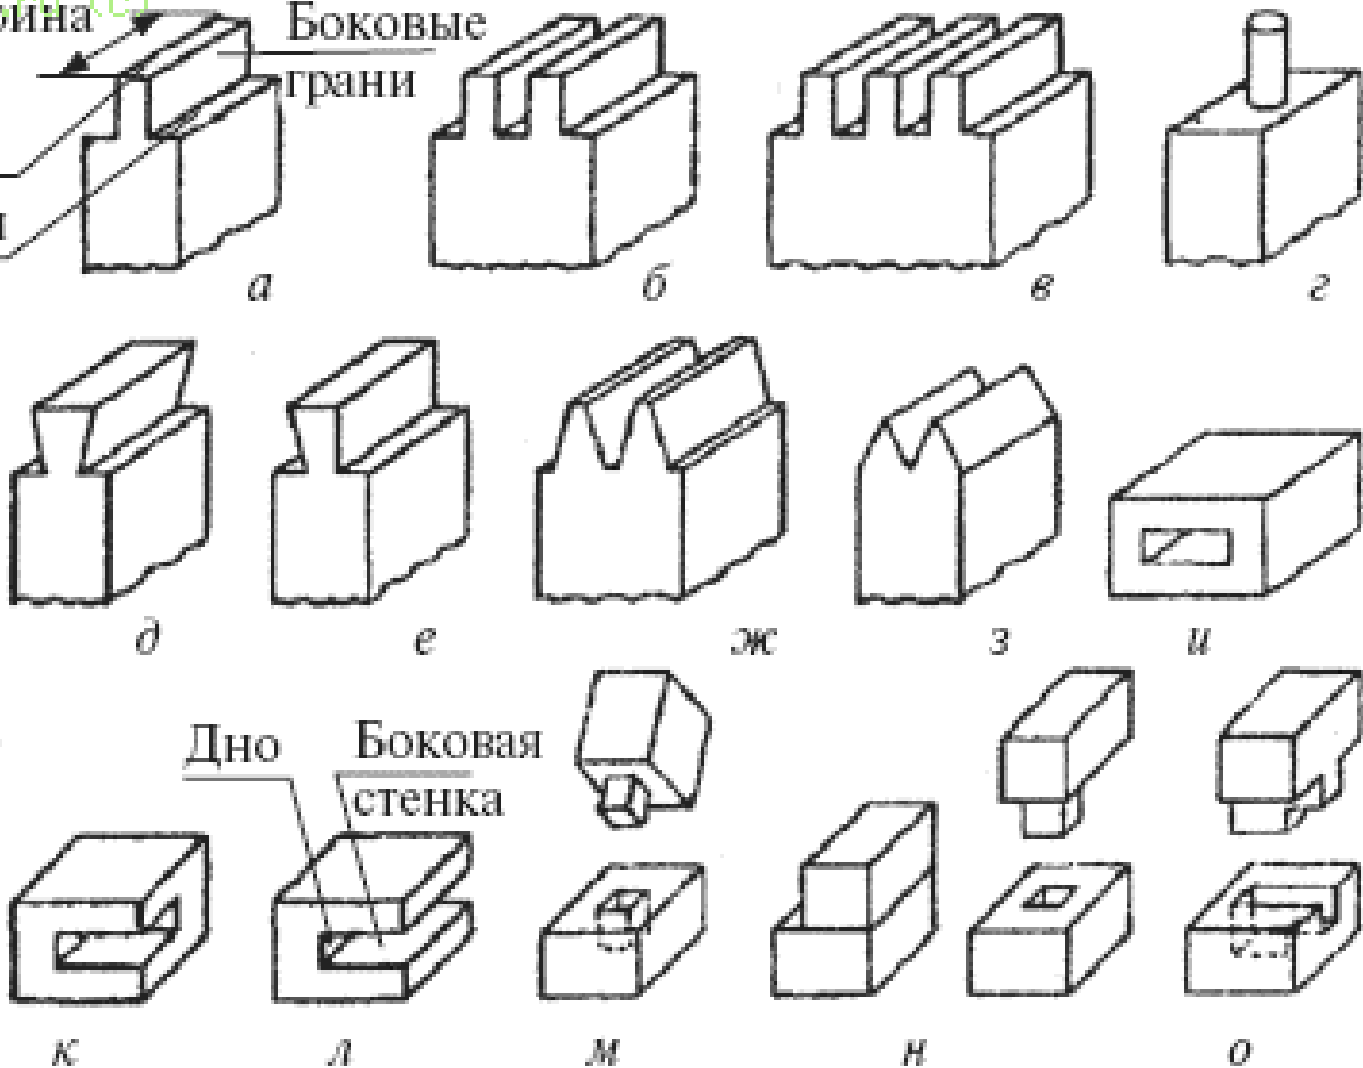 Боковые
грани
а
б
в
г
д
е
ж
з
и
Дно
Боковая
стенка
к
л
м
н
о